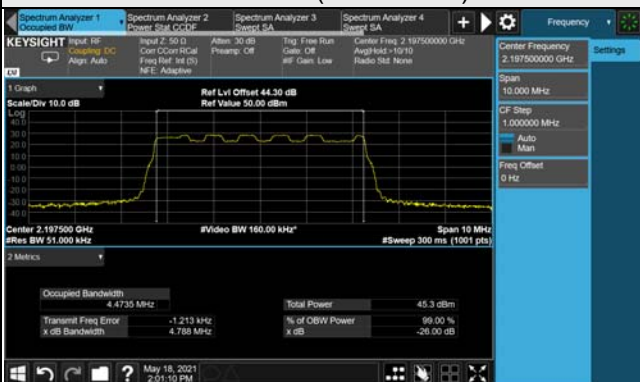 Spectrum Analyzer 1
Occupied BW
Spectrum Analyzer 2
Power Stat CCDF
Spectrum Analyzer 3
Swept SA
Spectrum Analyzer 4
Swept SA
Frequency
KEYSIGHT
Input: RF
Coupling: DC
Align: Auto
Input Z: 50 Ω
Corr CCorr RCal
Freq Ref: Int (S)
NFE: Adaptive
Atten: 30 dB
Preamp: Off
Trig: Free Run
Gate: Off
#IF Gain: Low
Center Freq: 2.197500000 GHz
Avg|Hold:>10/10
Radio Std: None
Center Frequency
2.197500000 GHz
Settings
Span
10.000 MHz
CF Step
1.000000 MHz
Auto
Man
Freq Offset
0 Hz
1 Graph
Scale/Div 10.0 dB
Ref Lvl Offset 44.30 dB
Ref Value 50.00 dBm
Log
40.0
30.0
20.0
10.0
0.00
-10.0
-20.0
-30.0
-40.0
Center 2.197500 GHz
#Res BW 51.000 kHz
#Video BW 160.00 kHz*
Span 10 MHz
#Sweep 300 ms (1001 pts)
2 Metrics
Occupied Bandwidth
4.4735 MHz
Total Power 45.3 dBm
Transmit Freq Error -1.213 kHz
% of OBW Power 99.00 %
x dB Bandwidth 4.788 MHz
x dB -26.00 dB
May 18, 2021
2:01:10 PM